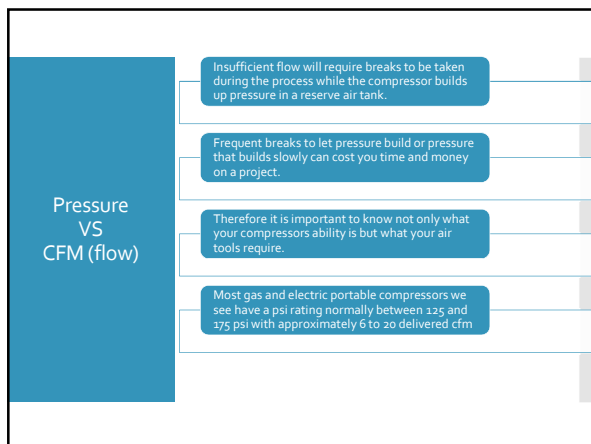 Pressure
VS
CFM (flow)
Insufficient flow will require breaks to be taken
during the process while the compressor builds
up pressure in a reserve air tank.
Frequent breaks to let pressure build or pressure
that builds slowly can cost you time and money
on a project.
Therefore it is important to know not only what
your compressors ability is but what your air
tools require.
Most gas and electric portable compressors we
see have a psi rating normally between 125 and
175 psi with approximately 6 to 20 delivered cfm